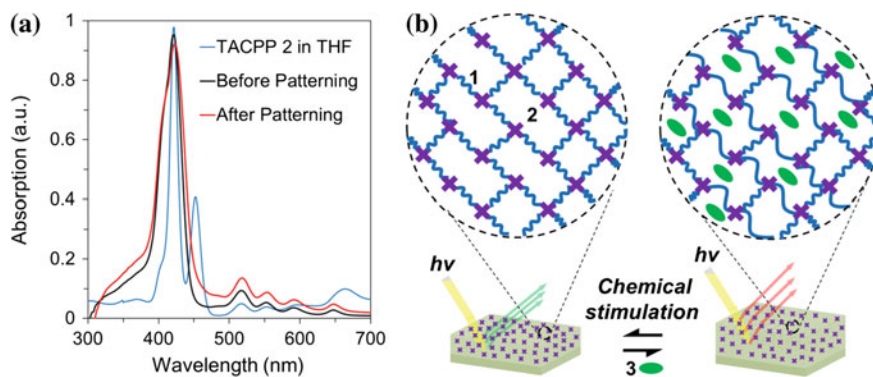 (a)
1
0.8
0.6
0.4
0.2
0
Absorption (a.u.)
TACPP 2 in THF
Before Patterning
After Patterning
300 400 500 600 700
Wavelength (nm)
(b)
1
2
hv
Chemical
stimulation
3
hv